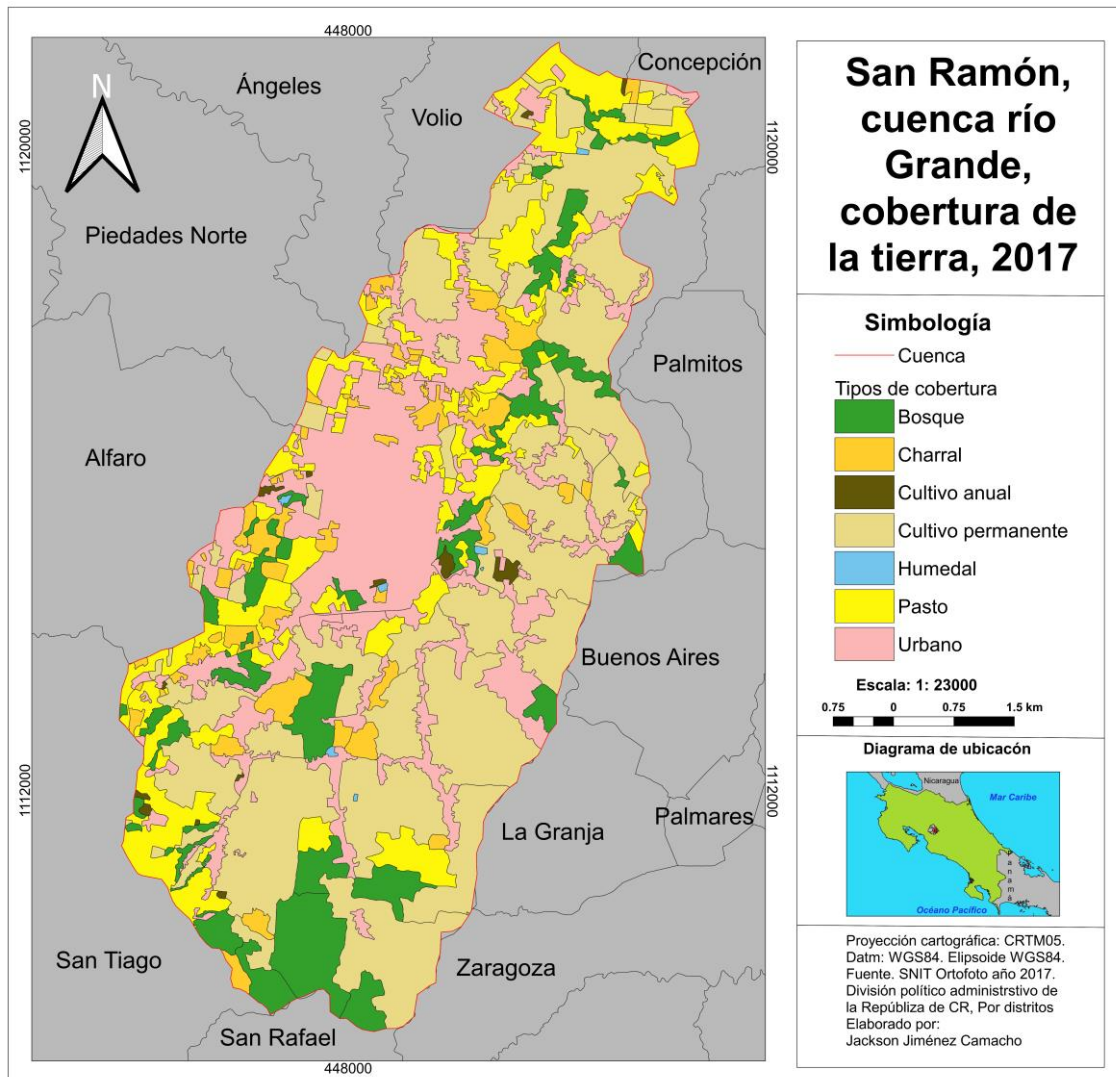 448000
1120000
1120000
N
Ángeles
Concepción
Volio
Piedades Norte
Palmitos
Alfaro
Buenos Aires
1112000
1112000
La Granja
Palmares
San Tiago
Zaragoza
San Rafael
448000
San Ramón,
cuenca río
Grande,
cobertura de
la tierra, 2017
Simbología
Cuenca
Tipos de cobertura
Bosque
Charral
Cultivo anual
Cultivo permanente
Humedal
Pasto
Urbano
Escala: 1: 23000
0.75 0 0.75 1.5 km
Diagrama de ubicacón
Nicaragua
Mar Caribe
Panamá
Océano Pacífico
Proyección cartográfica: CRTM05.
Datm: WGS84. Elipsoide WGS84.
Fuente. SNIT Ortofoto año 2017.
División político administrstivo de
la Repúbliza de CR, Por distritos
Elaborado por:
Jackson Jiménez Camacho